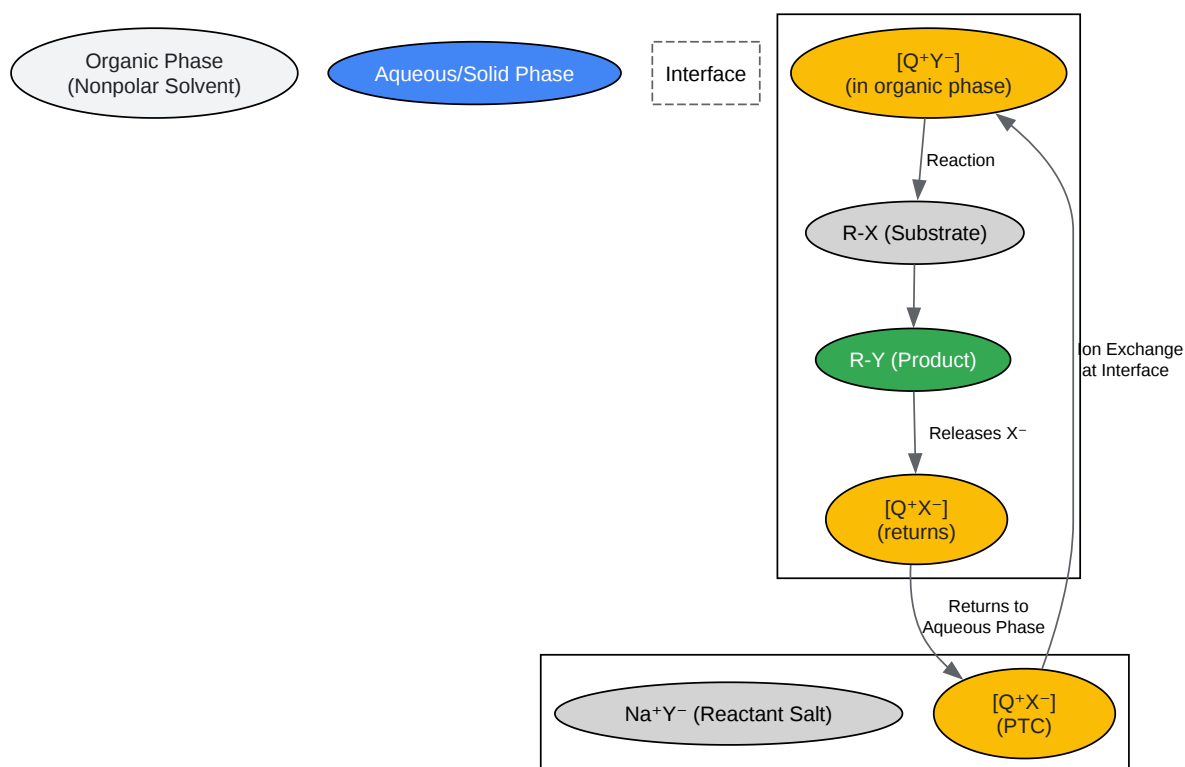 Organic Phase
(Nonpolar Solvent)
Aqueous/Solid Phase
Interface
[Q⁺Y⁻]
(in organic phase)
Reaction
R-X (Substrate)
Ion Exchange
at Interface
R-Y (Product)
Releases X⁻
[Q⁺X⁻]
(returns)
Returns to
Aqueous Phase
Na⁺Y⁻ (Reactant Salt)
[Q⁺X⁻]
(PTC)